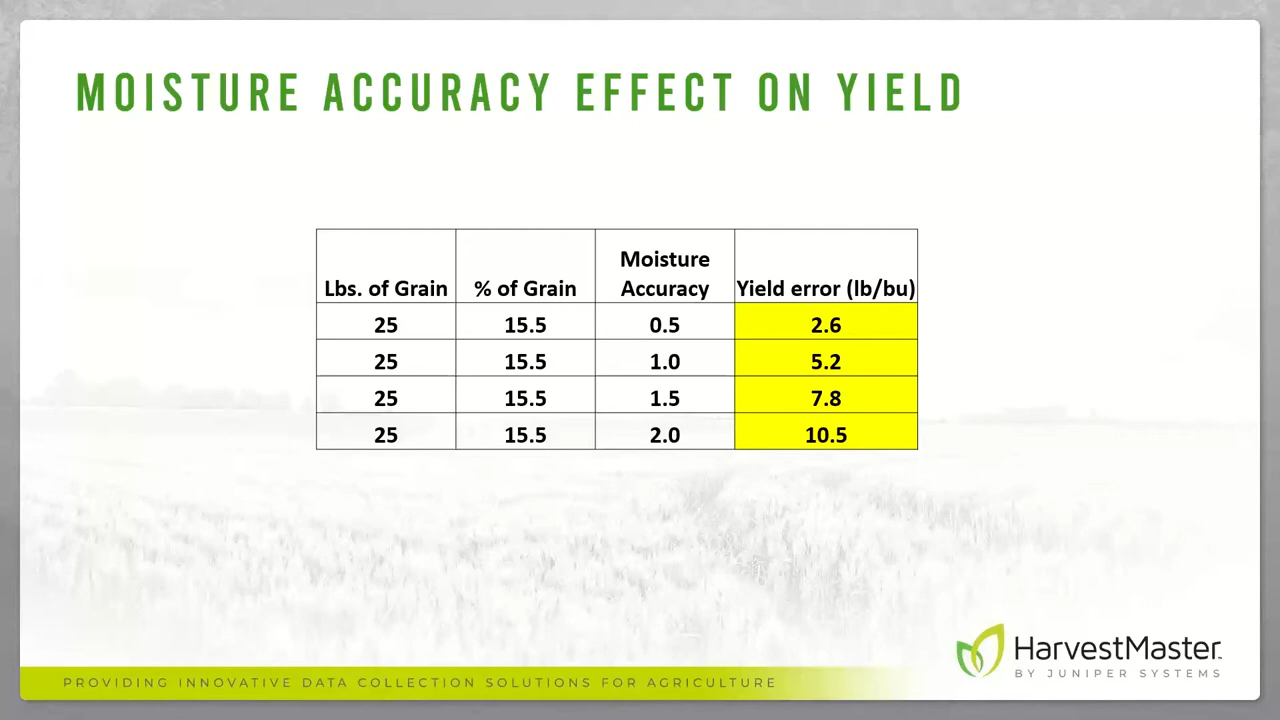 MOISTURE ACCURACY EFFECT ON YIELD
Lbs. of Grain % of Grain Moisture Accuracy Yield error (lb/bu)
25 15.5 0.5 2.6
25 15.5 1.0 5.2
25 15.5 1.5 7.8
25 15.5 2.0 10.5
HarvestMaster™
BY JUNIPER SYSTEMS
PROVIDING INNOVATIVE DATA COLLECTION SOLUTIONS FOR AGRICULTURE